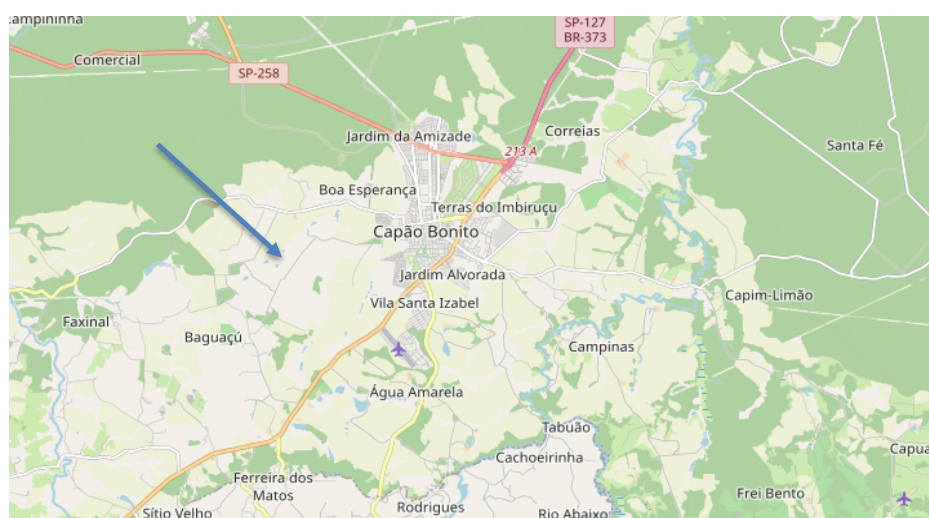 ampininha
SP-127
BR-373
Comercial
SP-258
Jardim da Amizade
Correias
213 A
Santa Fé
Boa Esperança
Terras do Imbiruçu
Capão Bonito
Jardim Alvorada
Capim-Limão
Vila Santa Izabel
Faxinal
Baguaçú
Campinas
Água Amarela
Tabuão
Capua
Cachoeirinha
Ferreira dos
Matos
Frei Bento
Rodrigues
Sítio Velho
Rio Abaixo